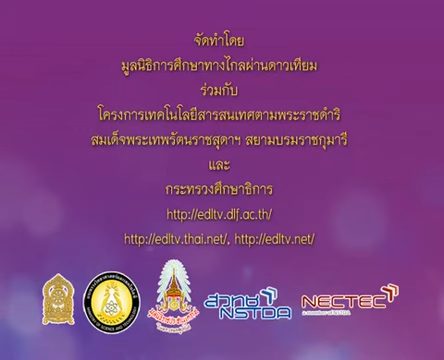 จัดทำโดย
มูลนิธิการศึกษาทางไกลผ่านดาวเทียม
ร่วมกับ
โครงการเทคโนโลยีสารสนเทศตามพระราชดำริ
สมเด็จพระเทพรัตนราชสุดาฯ สยามบรมราชกุมารี
และ
กระทรวงศึกษาธิการ
http://edltv.dlf.ac.th/
http://edltv.thai.net/, http://edltv.net/
สวทช NECTEC
NSTDA a member of NSTDA